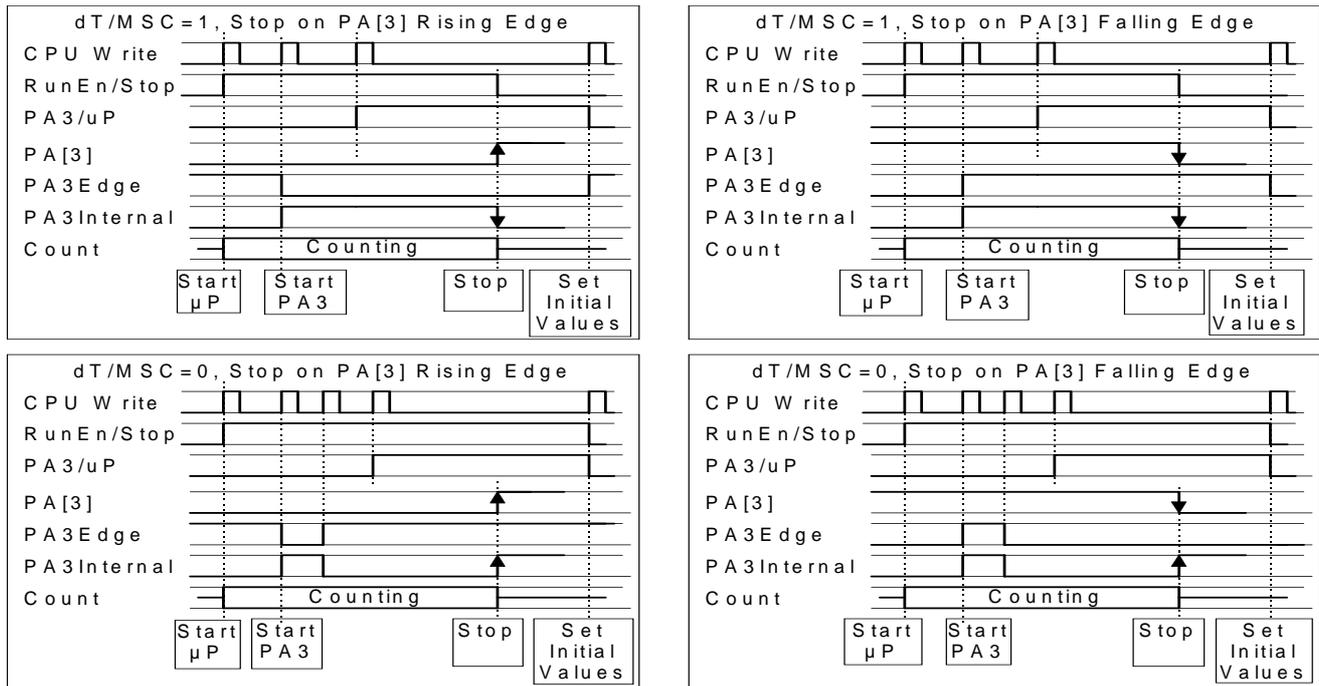 dT/MSC=1, Stop on PA[3] Rising Edge
CPU Write
RunEn/Stop
PA3/uP
PA[3]
PA3Edge
PA3Internal
Count
Counting
Start
µP
Start
PA3
Stop
Set
Initial
Values
dT/MSC=1, Stop on PA[3] Falling Edge
CPU Write
RunEn/Stop
PA3/uP
PA[3]
PA3Edge
PA3Internal
Count
Counting
Start
µP
Start
PA3
Stop
Set
Initial
Values
dT/MSC=0, Stop on PA[3] Rising Edge
CPU Write
RunEn/Stop
PA3/uP
PA[3]
PA3Edge
PA3Internal
Count
Counting
Start
µP
Start
PA3
Stop
Set
Initial
Values
dT/MSC=0, Stop on PA[3] Falling Edge
CPU Write
RunEn/Stop
PA3/uP
PA[3]
PA3Edge
PA3Internal
Count
Counting
Start
µP
Start
PA3
Stop
Set
Initial
Values